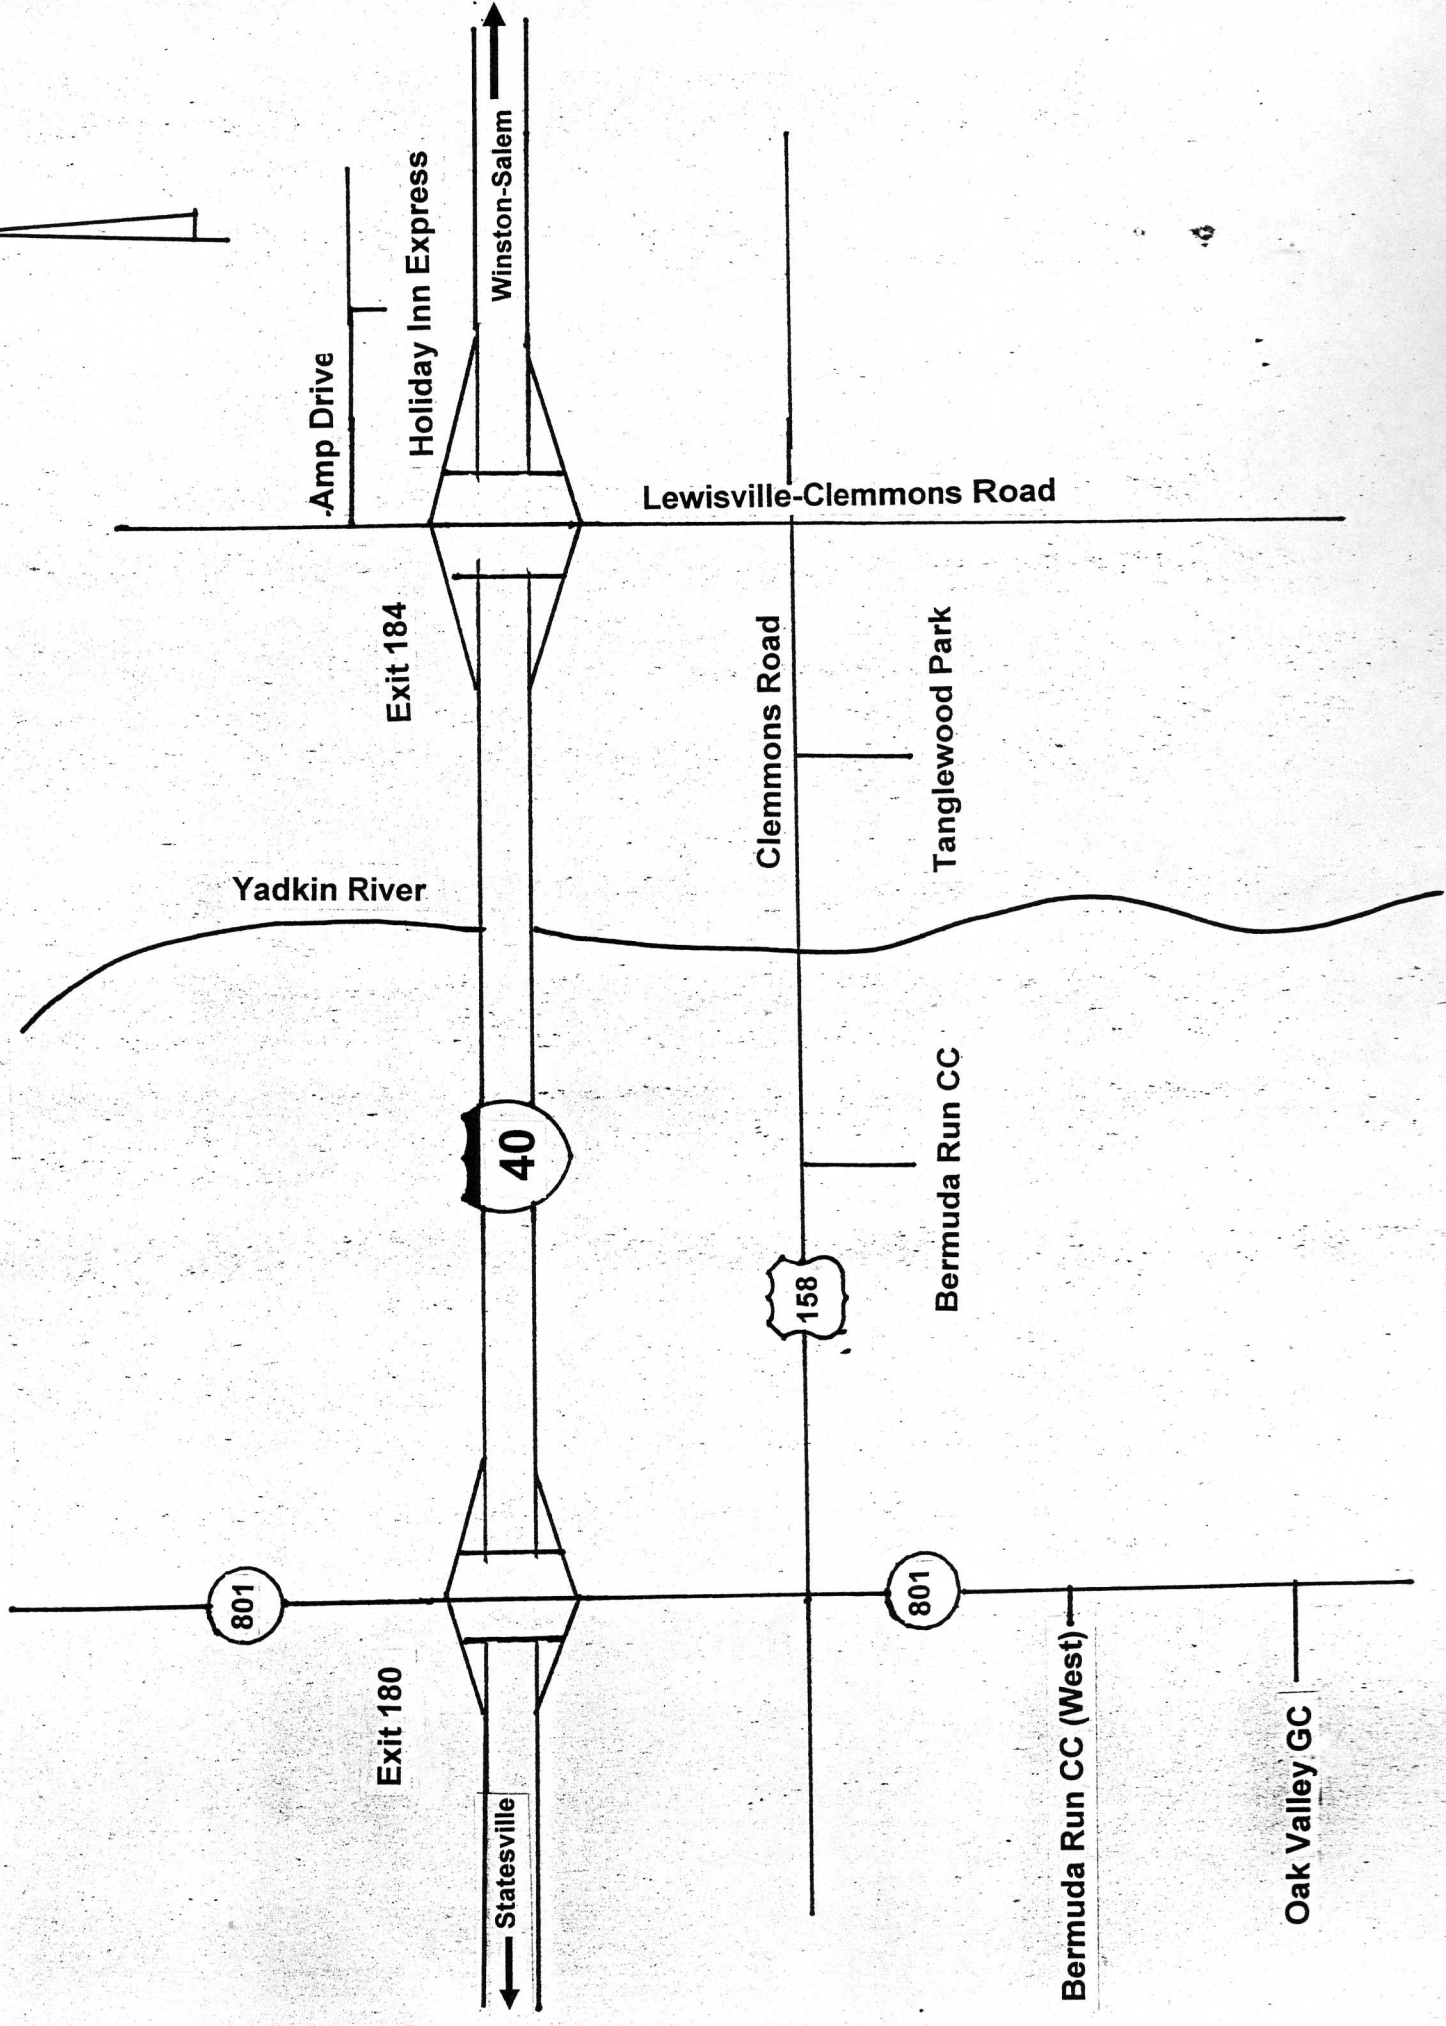 Amp Drive
Holiday Inn Express
Winston-Salem
Exit 184
Lewisville-Clemmons Road
Clemmons Road
Tanglewood Park
Yadkin River
40
158
Bermuda Run CC
801
801
Exit 180
Statesville
Bermuda Run CC (West)
Oak Valley GC